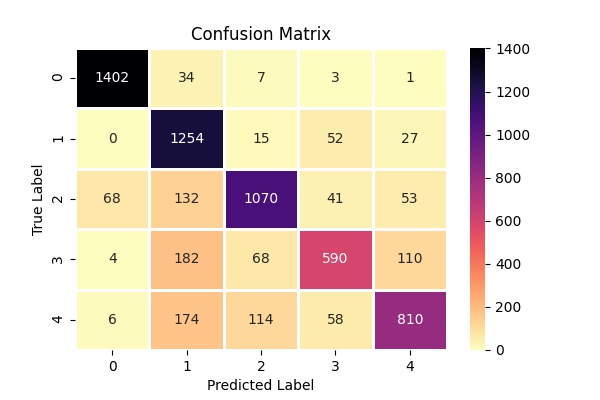 Confusion Matrix
0 1402 34 7 3 1
1 0 1254 15 52 27
2 68 132 1070 41 53
3 4 182 68 590 110
4 6 174 114 58 810
0 1 2 3 4
Predicted Label
True Label
1400
1200
1000
800
600
400
200
0